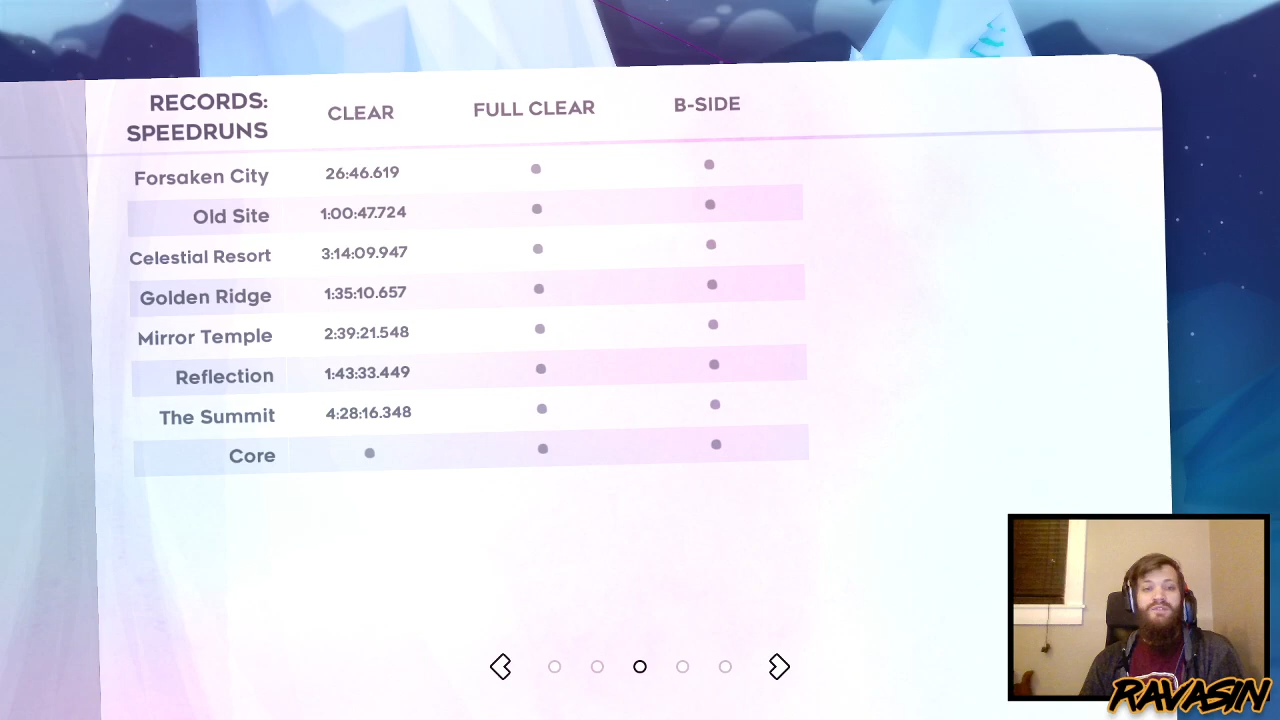 RECORDS:
SPEEDRUNS
CLEAR FULL CLEAR B-SIDE
Forsaken City 26:46.619
Old Site 1:00:47.724
Celestial Resort 3:14:09.947
Golden Ridge 1:35:10.657
Mirror Temple 2:39:21.548
Reflection 1:43:33.449
The Summit 4:28:16.348
Core
RAVASIN